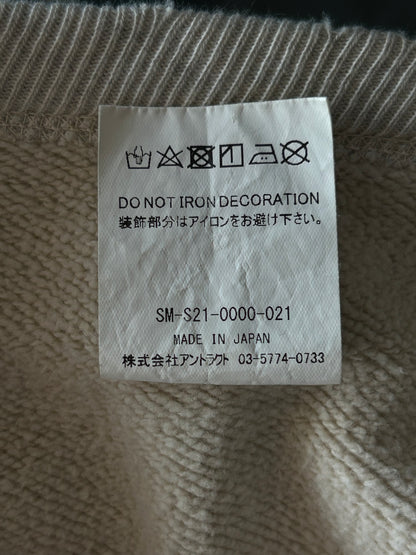 DO NOT IRON DECORATION
装飾部分はアイロンをお避け下さい。
SM-S21-0000-021
MADE IN JAPAN
株式会社アントラクト 03-5774-0733